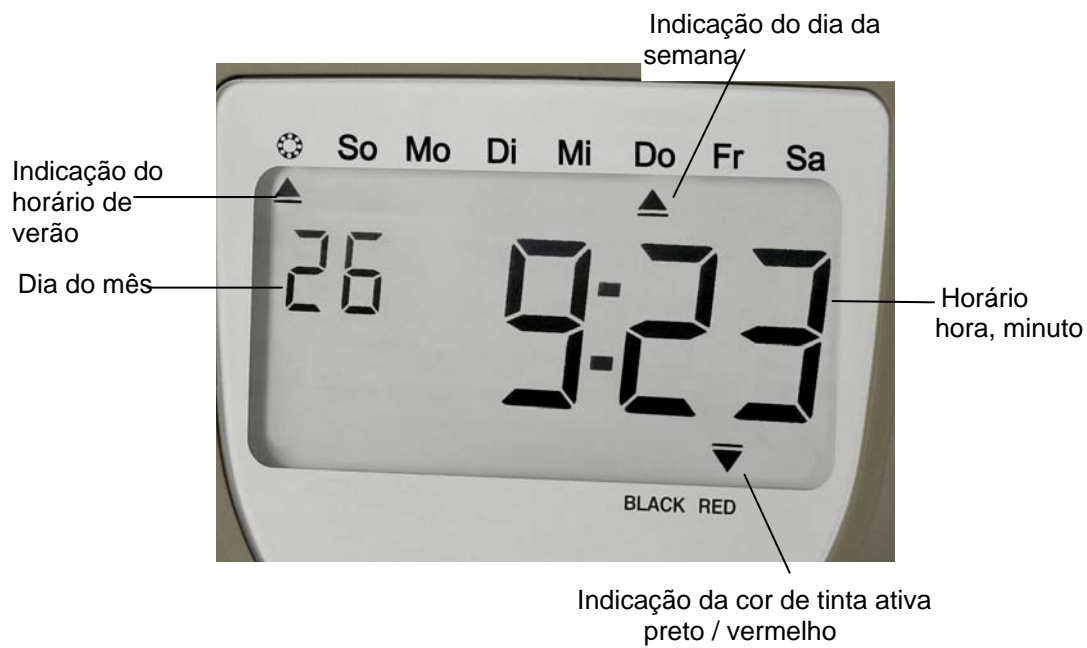 Indicação do dia da
semana
So Mo Di Mi Do Fr Sa
Indicação do
horário de
verão
26
9:23
Dia do mês
Horário
hora, minuto
BLACK RED
Indicação da cor de tinta ativa
preto / vermelho